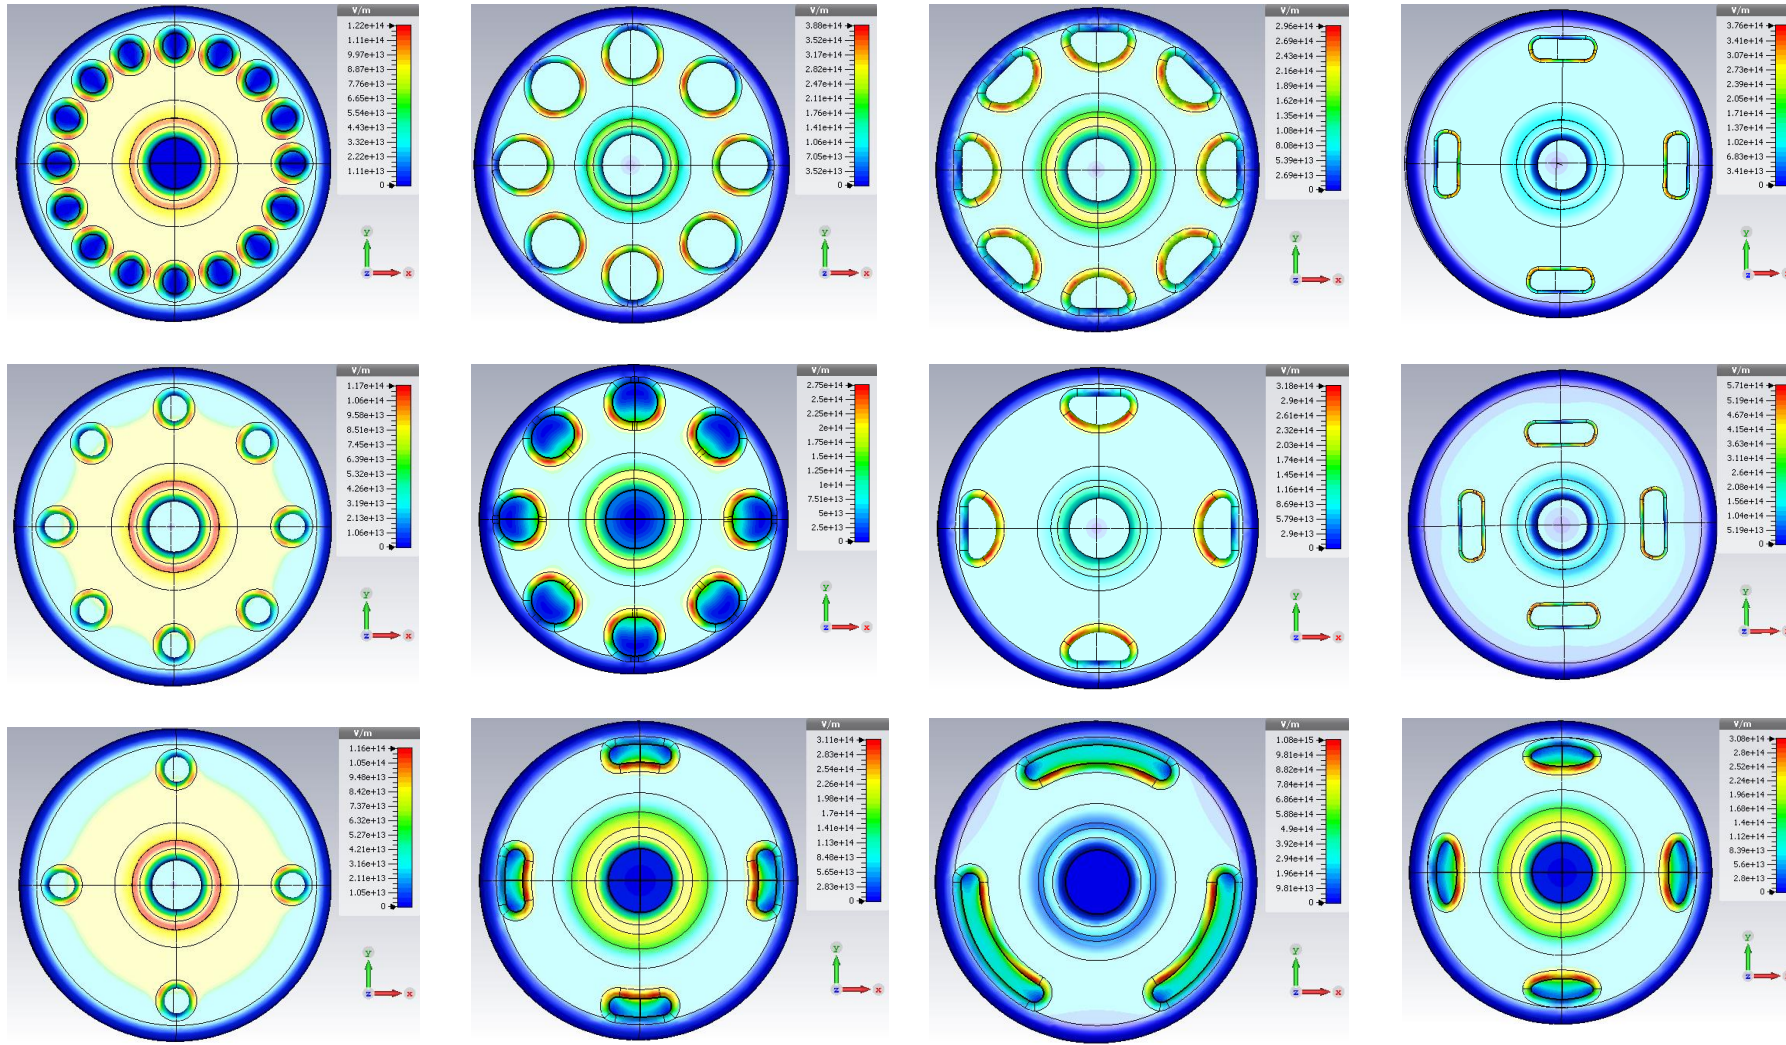 V/m
1.22e+14
1.11e+14
9.97e+13
8.87e+13
7.76e+13
6.65e+13
5.54e+13
4.43e+13
3.32e+13
2.22e+13
1.11e+13
0
y
z x
V/m
3.88e+14
3.52e+14
3.17e+14
2.82e+14
2.47e+14
2.11e+14
1.76e+14
1.41e+14
1.06e+14
7.05e+13
3.52e+13
0
y
z x
V/m
2.96e+14
2.7e+14
2.43e+14
2.16e+14
1.89e+14
1.62e+14
1.35e+14
1.08e+14
8.08e+13
5.39e+13
2.69e+13
0
y
z x
V/m
3.76e+14
3.41e+14
3.07e+14
2.73e+14
2.39e+14
2.05e+14
1.71e+14
1.37e+14
1.02e+14
6.83e+13
3.41e+13
0
y
z x
V/m
1.17e+14
1.06e+14
9.58e+13
8.51e+13
7.45e+13
6.39e+13
5.32e+13
4.26e+13
3.19e+13
2.13e+13
1.06e+13
0
y
z x
V/m
2.75e+14
2.5e+14
2.25e+14
2e+14
1.75e+14
1.5e+14
1.25e+14
1e+14
7.51e+13
5e+13
2.5e+13
0
y
z x
V/m
3.18e+14
2.9e+14
2.61e+14
2.32e+14
2.03e+14
1.74e+14
1.45e+14
1.16e+14
8.69e+13
5.79e+13
2.9e+13
0
y
z x
V/m
5.71e+14
5.19e+14
4.67e+14
4.15e+14
3.63e+14
3.11e+14
2.6e+14
2.08e+14
1.56e+14
1.04e+14
5.19e+13
0
y
z x
V/m
1.16e+14
1.05e+14
9.48e+13
8.42e+13
7.37e+13
6.32e+13
5.27e+13
4.21e+13
3.16e+13
2.11e+13
1.05e+13
0
y
z x
V/m
3.11e+14
2.83e+14
2.54e+14
2.26e+14
1.98e+14
1.7e+14
1.41e+14
1.13e+14
8.48e+13
5.65e+13
2.83e+13
0
y
z x
V/m
1.08e+15
9.81e+14
8.82e+14
7.84e+14
6.86e+14
5.88e+14
4.9e+14
3.92e+14
2.94e+14
1.96e+14
9.81e+13
0
y
z x
V/m
3.08e+14
2.8e+14
2.52e+14
2.24e+14
1.96e+14
1.68e+14
1.4e+14
1.12e+14
8.39e+13
5.6e+13
2.8e+13
0
y
z x